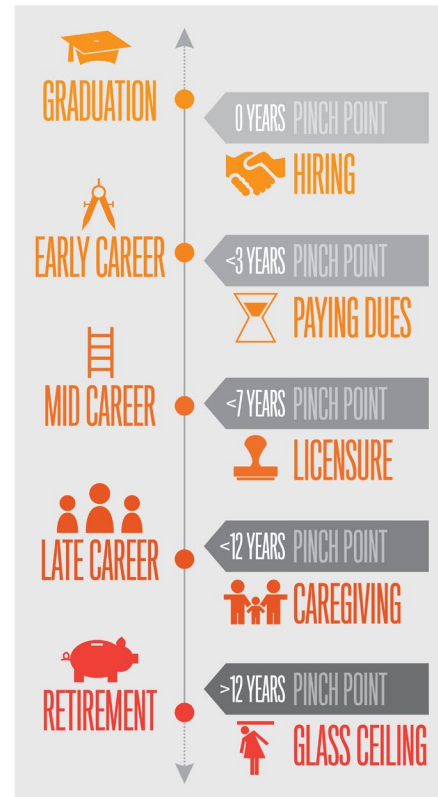 GRADUATION
0 YEARS PINCH POINT
HIRING
EARLY CAREER
<3 YEARS PINCH POINT
PAYING DUES
MID CAREER
<7 YEARS PINCH POINT
LICENSURE
LATE CAREER
<12 YEARS PINCH POINT
CAREGIVING
RETIREMENT
>12 YEARS PINCH POINT
GLASS CEILING